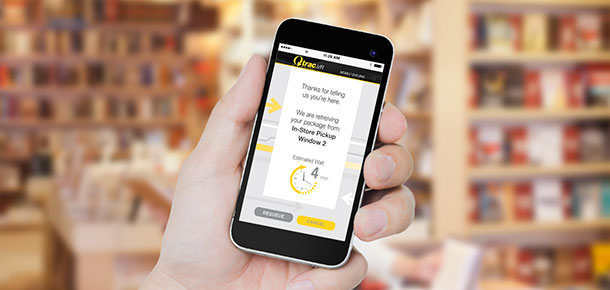 11:26 AM
Qtrac VR
MOBILE QUEUING
Thanks for telling
us you're here.
We are retreiving
your package from:
In-Store Pickup
Window 2
Estimated Wait:
4 min
REQUEUE
CANCEL